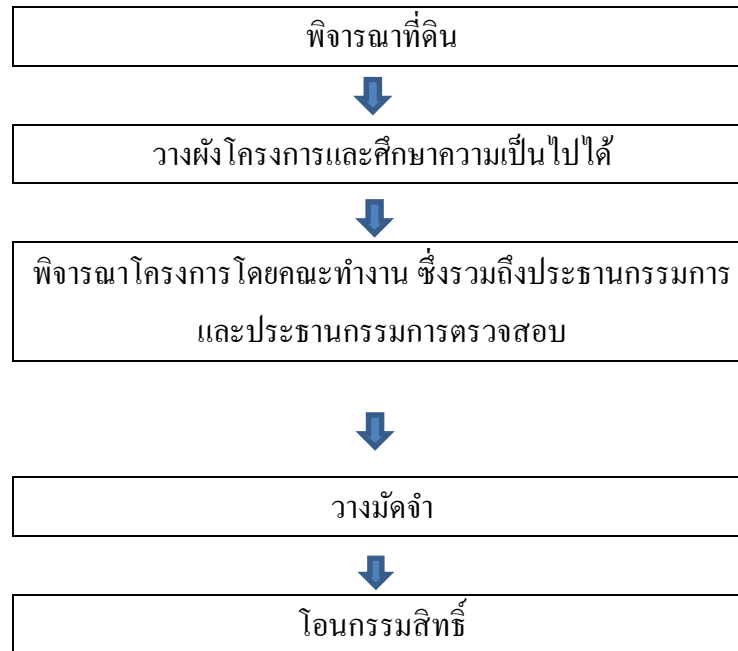 พิจารณาที่ดิน
วางผังโครงการและศึกษาความเป็นไปได้
พิจารณาโครงการโดยคณะทำงาน ซึ่งรวมถึงประธานกรรมการ
และประธานกรรมการตรวจสอบ
วางมัดจำ
โอนกรรมสิทธิ์